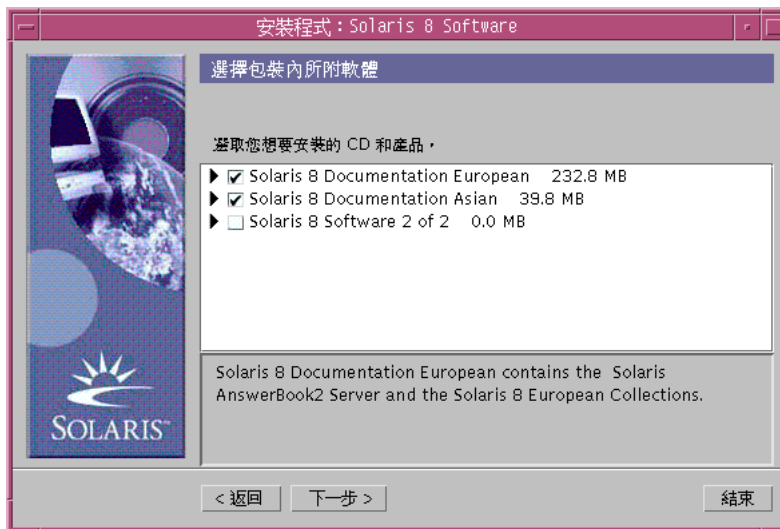 安裝程式：Solaris 8 Software
選擇包裝內所附軟體
選取您想要安裝的 CD 和產品，
Solaris 8 Documentation European 232.8 MB
Solaris 8 Documentation Asian 39.8 MB
Solaris 8 Software 2 of 2 0.0 MB
Solaris 8 Documentation European contains the Solaris
AnswerBook2 Server and the Solaris 8 European Collections.
SOLARIS™
< 返回 下一步 > 結束